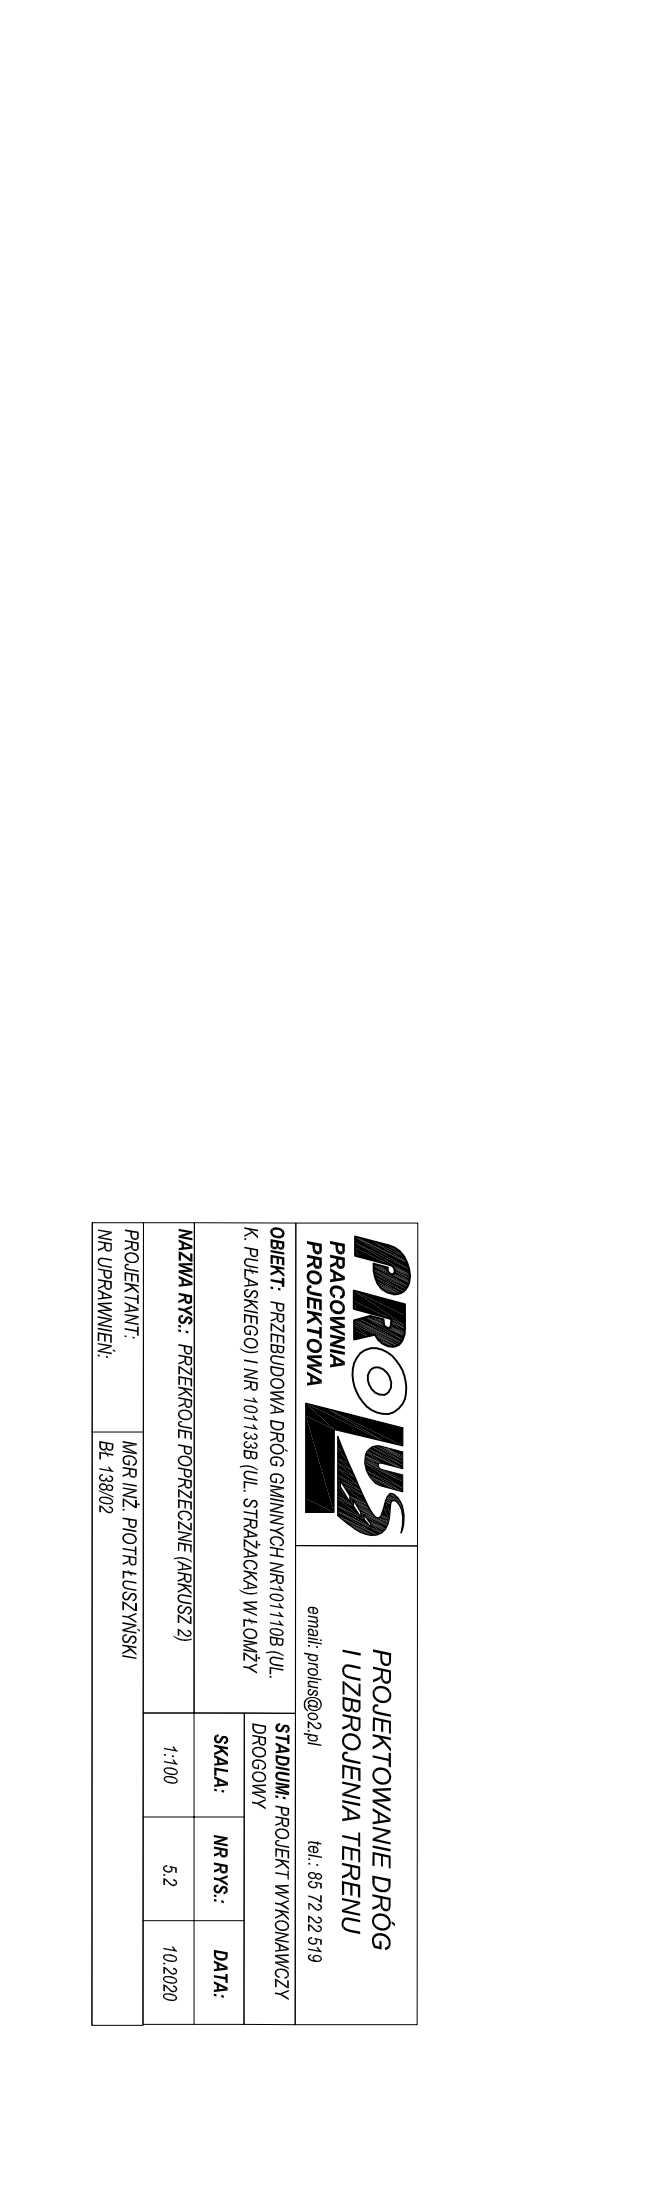 PROLUS
PRACOWNIA
PROJEKTOWA
PROJEKTOWANIE DRÓG
I UZBROJENIA TERENU
email: prolus@o2.pl tel.: 85 72 22 519
OBIEKT: PRZEBUDOWA DRÓG GMINNYCH NR101110B (UL.
K. PUŁASKIEGO) I NR 101133B (UL. STRAŻACKA) W ŁOMŻY
STADIUM: PROJEKT WYKONAWCZY
DROGOWY
NAZWA RYS.: PRZEKROJE POPRZECZNE (ARKUSZ 2)
SKALA: NR RYS.: DATA:
1:100 5.2 10.2020
PROJEKTANT: MGR INŻ. PIOTR ŁUSZYŃSKI
NR UPRAWNIEŃ: BŁ 138/02